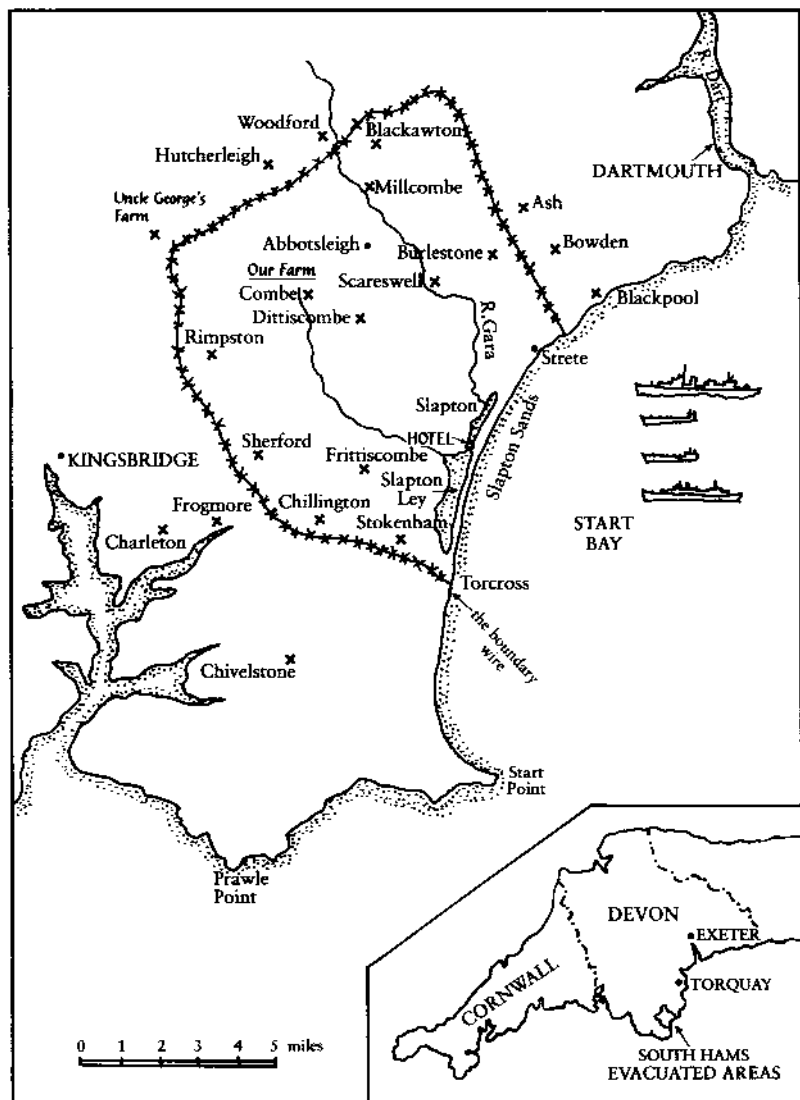 R. Dart
DARTMOUTH
Woodford
Blackawton
Hutcherleigh
Millcombe
Uncle George's
Farm
Ash
Abbotsleigh
Burlestone
Bowden
Our Farm
Scareswell
Combe
Blackpool
Dittiscombe
R. Gara
Rimpston
Strete
Slapton
Slapton Sands
HOTEL
Sherford
Frittiscombe
KINGSBRIDGE
Slapton
Ley
Frogmore
Chillington
START
BAY
Charleton
Stokenham
Torcross
the boundary
wire
Chivelstone
Start
Point
Prawle
Point
DEVON
EXETER
CORNWALL
TORQUAY
SOUTH HAMS
EVACUATED AREAS
0 1 2 3 4 5 miles